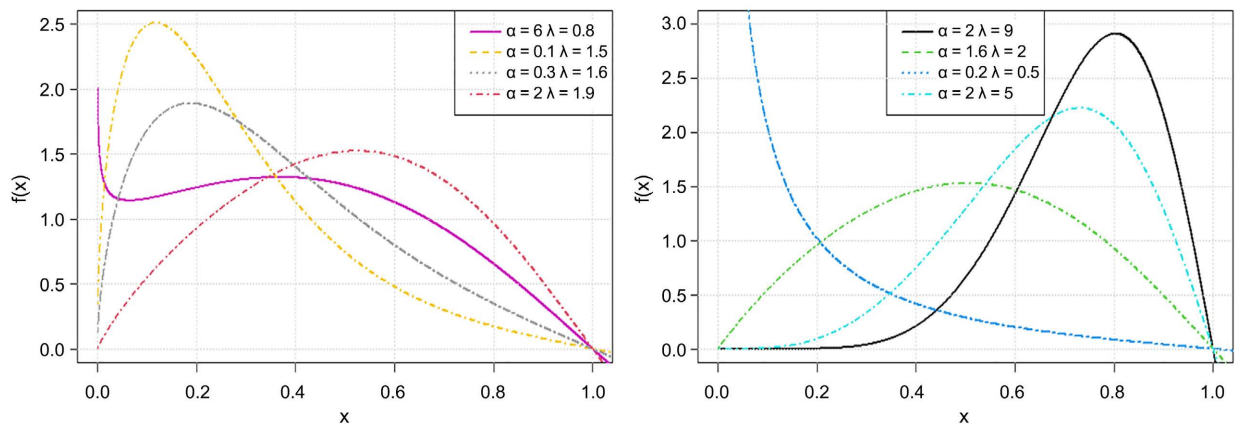 2.5
2.0
1.5
1.0
0.5
0.0
f(x)
α = 6 λ = 0.8
α = 0.1 λ = 1.5
α = 0.3 λ = 1.6
α = 2 λ = 1.9
0.0 0.2 0.4 0.6 0.8 1.0
x
3.0
2.5
2.0
1.5
1.0
0.5
0.0
f(x)
α = 2 λ = 9
α = 1.6 λ = 2
α = 0.2 λ = 0.5
α = 2 λ = 5
0.0 0.2 0.4 0.6 0.8 1.0
x